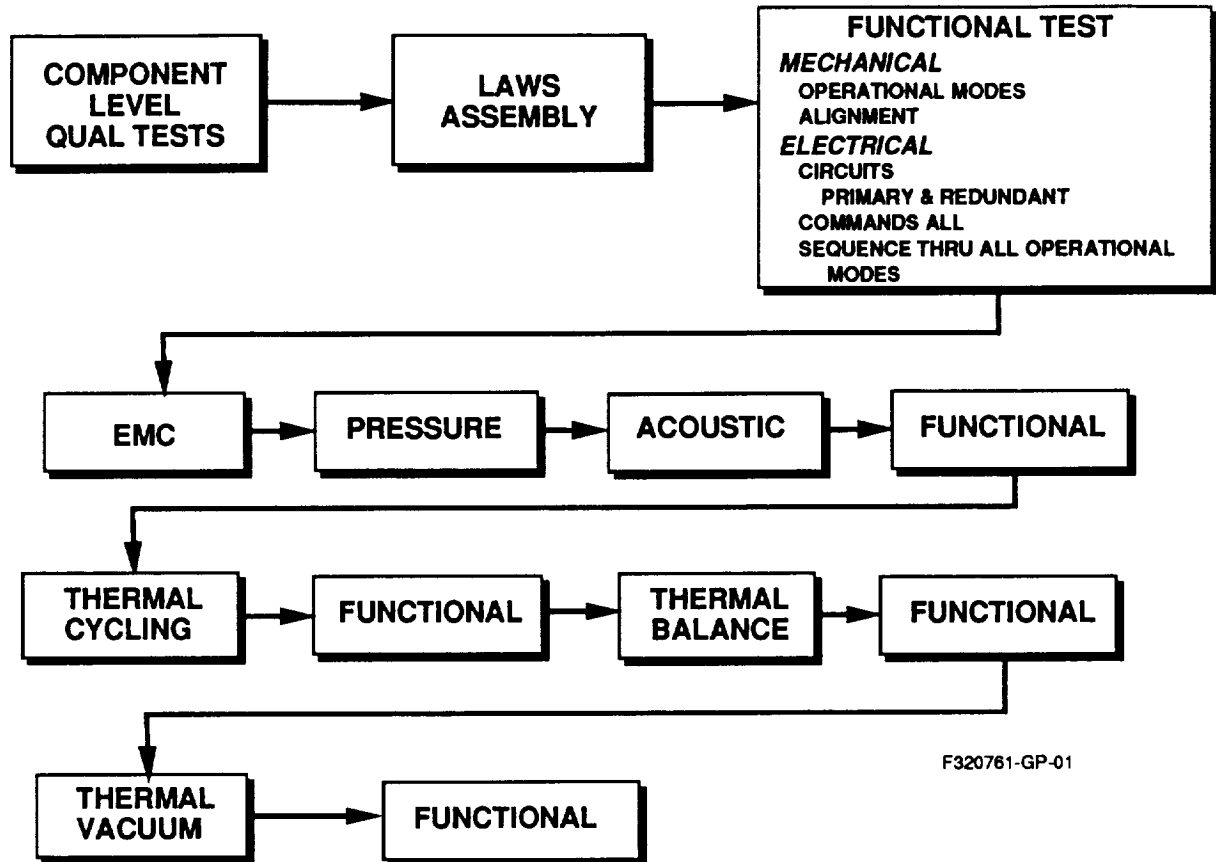 COMPONENT
LEVEL
QUAL TESTS
LAWS
ASSEMBLY
FUNCTIONAL TEST
MECHANICAL
OPERATIONAL MODES
ALIGNMENT
ELECTRICAL
CIRCUITS
PRIMARY & REDUNDANT
COMMANDS ALL
SEQUENCE THRU ALL OPERATIONAL
MODES
EMC
PRESSURE
ACOUSTIC
FUNCTIONAL
THERMAL
CYCLING
FUNCTIONAL
THERMAL
BALANCE
FUNCTIONAL
THERMAL
VACUUM
FUNCTIONAL
F320761-GP-01